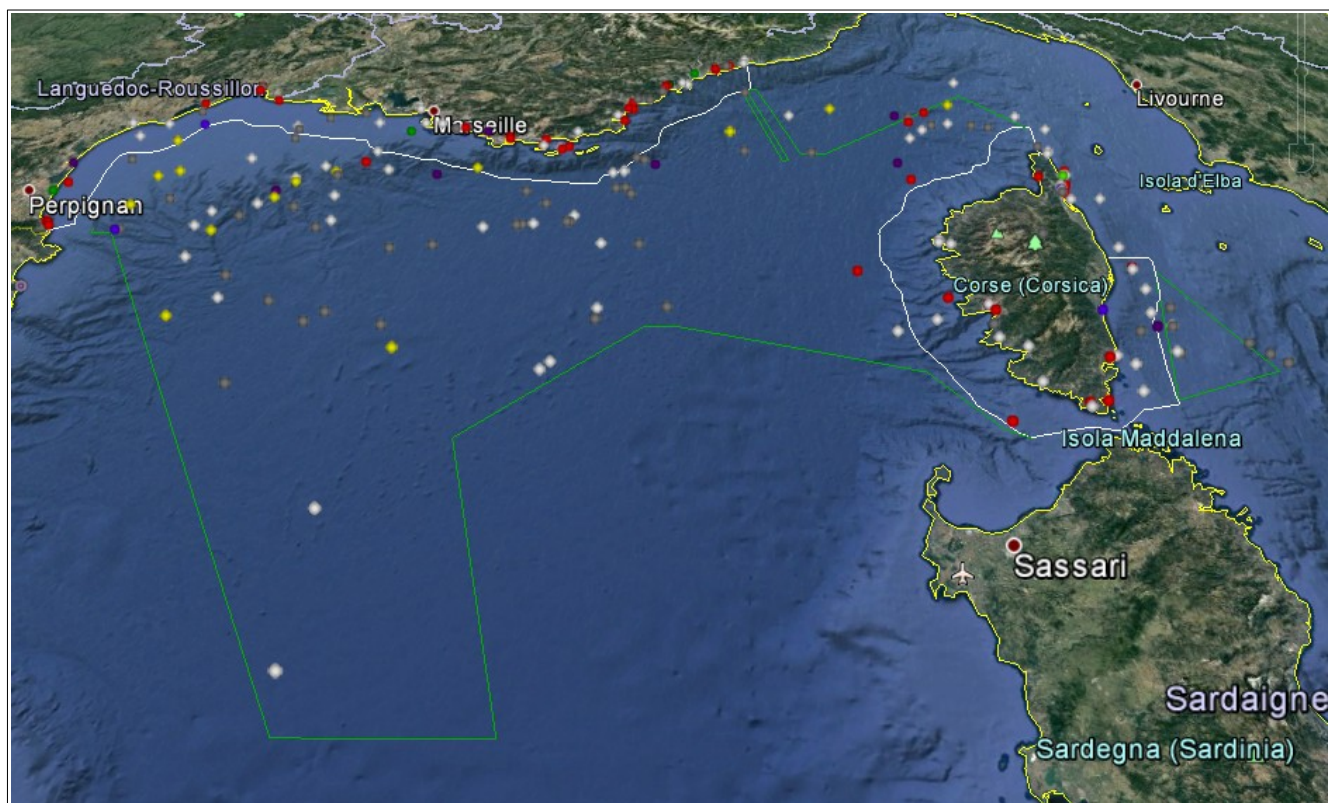 Languedoc-Roussillon
Livourne
Marseille
Isola d'Elba
Perpignan
Corse (Corsica)
Isola Maddalena
Sassari
Sardaigne
Sardegna (Sardinia)